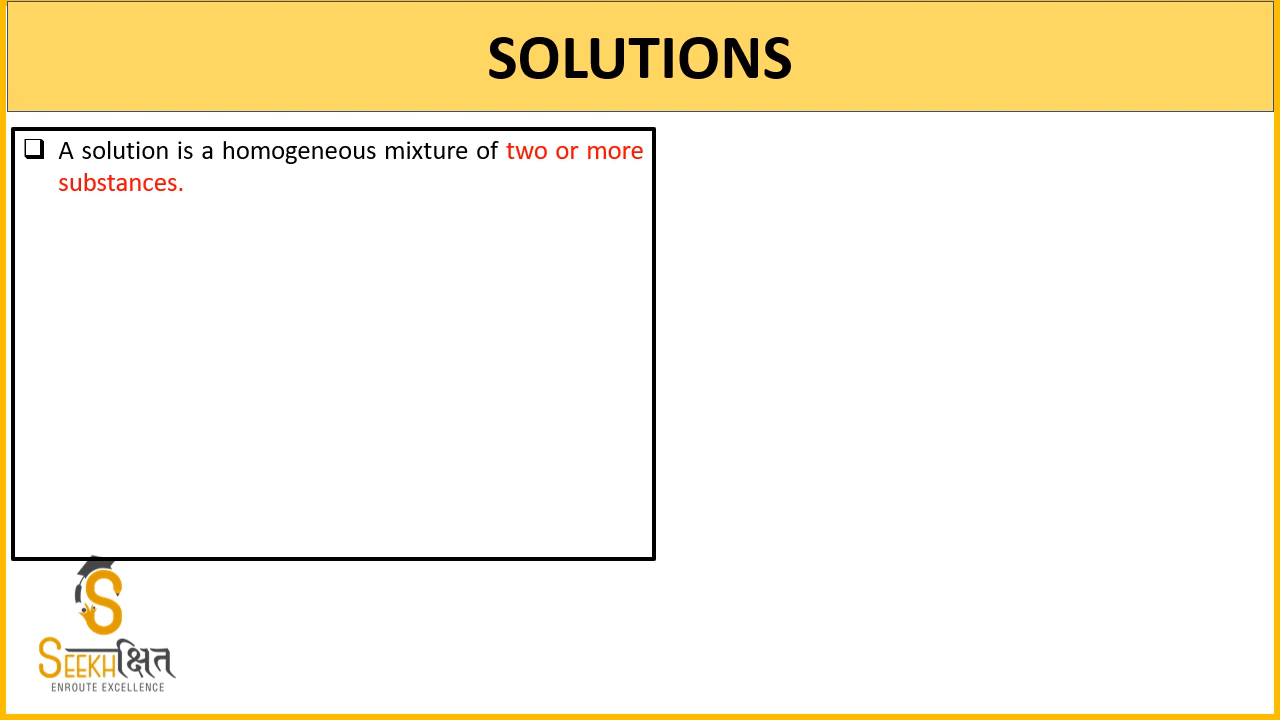 SOLUTIONS
❑ A solution is a homogeneous mixture of two or more
substances.
SEEKHक्षित
ENROUTE EXCELLENCE